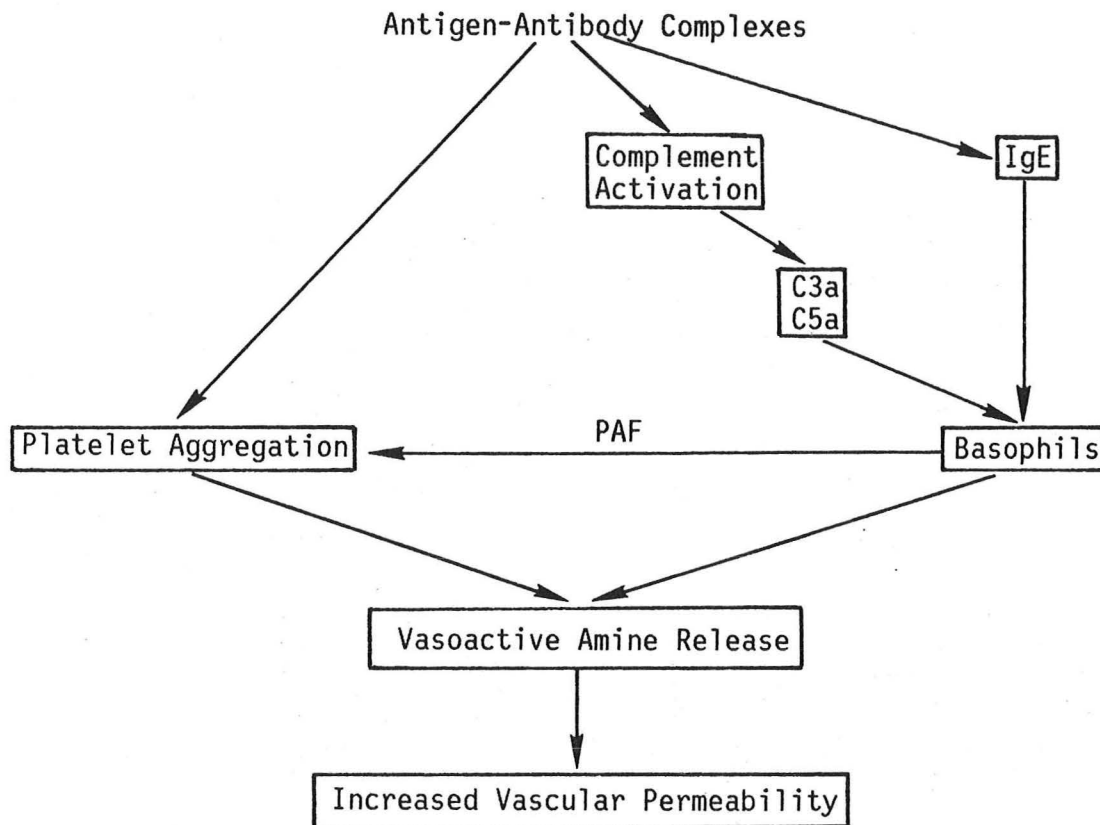 Antigen-Antibody Complexes
Complement
Activation
IgE
C3a
C5a
Platelet Aggregation
PAF
Basophils
Vasoactive Amine Release
Increased Vascular Permeability